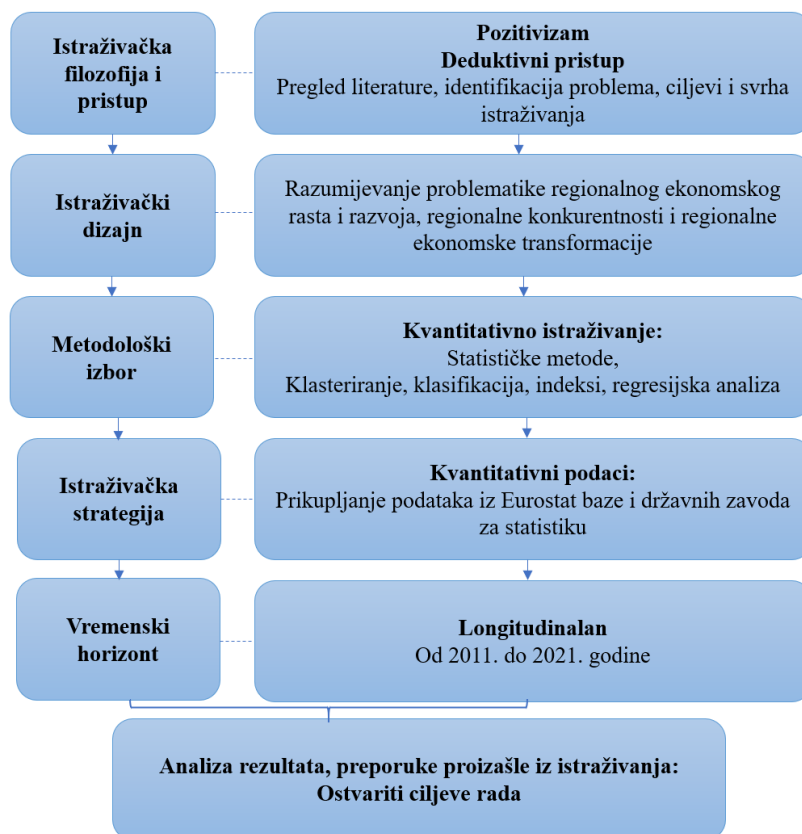 Istraživačka
filozofija i
pristup
Pozitivizam
Deduktivni pristup
Pregled literature, identifikacija problema, ciljevi i svrha
istraživanja
Istraživački
dizajn
Razumijevanje problematike regionalnog ekonomskog
rasta i razvoja, regionalne konkurentnosti i regionalne
ekonomske transformacije
Metodološki
izbor
Kvantitativno istraživanje:
Statističke metode,
Klasteriranje, klasifikacija, indeksi, regresijska analiza
Istraživačka
strategija
Kvantitativni podaci:
Prikupljanje podataka iz Eurostat baze i državnih zavoda
za statistiku
Vremenski
horizont
Longitudinalan
Od 2011. do 2021. godine
Analiza rezultata, preporuke proizašle iz istraživanja:
Ostvariti ciljeve rada